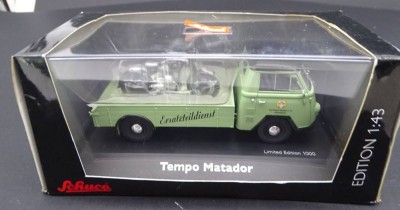 Ersatzteildienst
Limited Edition 1000
Tempo Matador
Schuco
EDITION 1:43